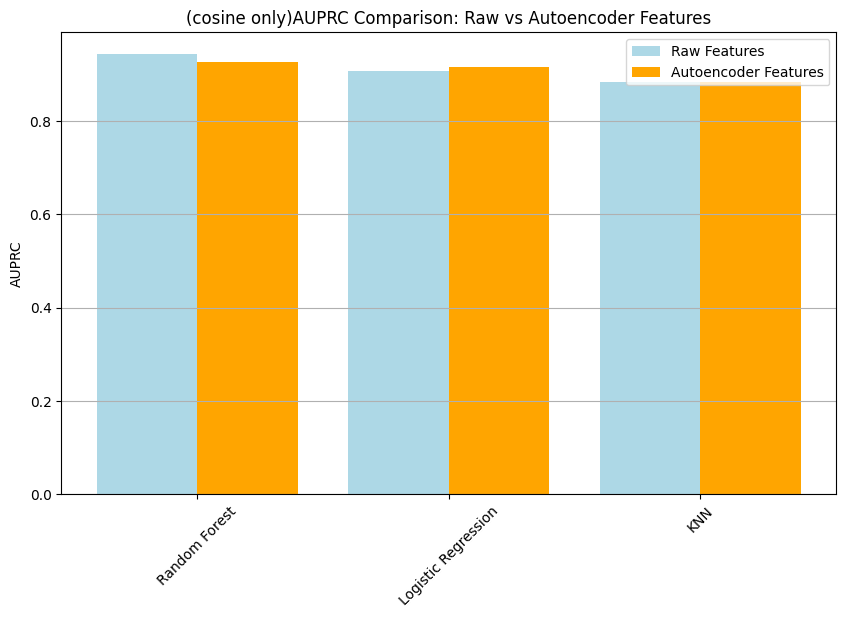 (cosine only)AUPRC Comparison: Raw vs Autoencoder Features
Raw Features
Autoencoder Features
AUPRC
0.8
0.6
0.4
0.2
0.0
Random Forest
Logistic Regression
KNN